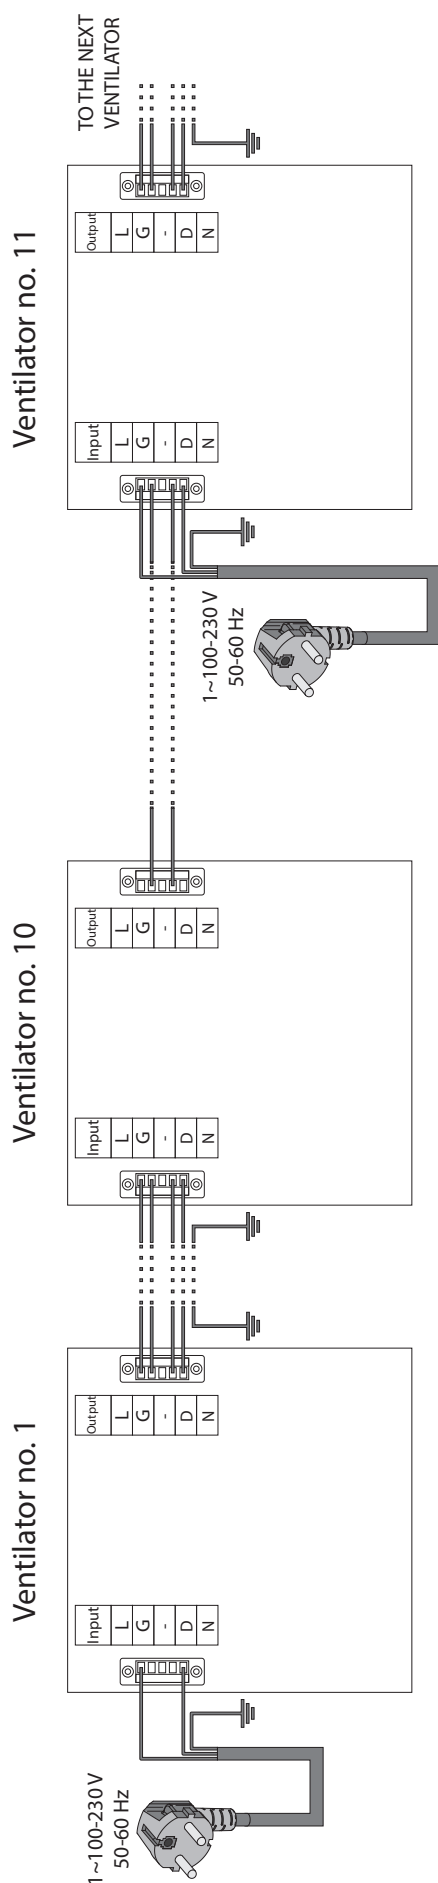 Ventilator no. 1
Ventilator no. 10
Ventilator no. 11
1~100-230 V
50-60 Hz
Input
L
G
-
D
N
Output
L
G
-
D
N
Input
L
G
-
D
N
Output
L
G
-
D
N
1~100-230 V
50-60 Hz
Input
L
G
-
D
N
Output
L
G
-
D
N
TO THE NEXT
VENTILATOR